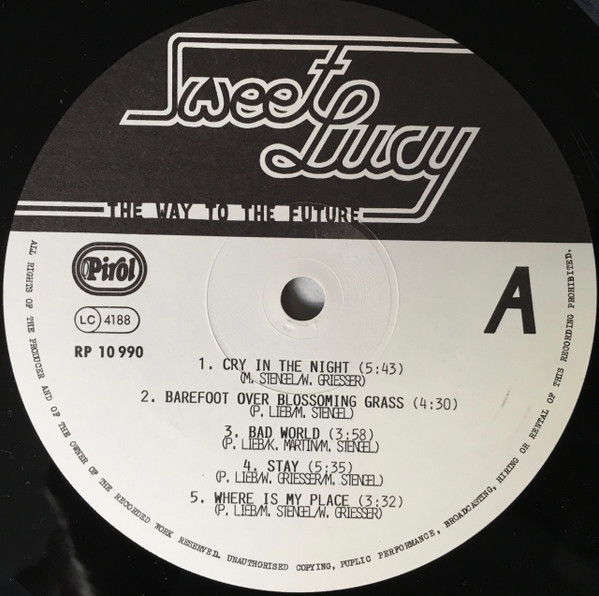 Sweet
Lucy
THE WAY TO THE FUTURE
Pirol
LC 4188
RP 10 990
A
1. CRY IN THE NIGHT (5:43)
(M. STENGEL/W. GRIESSER)
2. BAREFOOT OVER BLOSSOMING GRASS (4:30)
(P. LIEB/M. STENGEL)
3. BAD WORLD (3:58)
(P. LIEB/K. MARTIN/M. STENGEL)
4. STAY (5:35)
(P. LIEB/W. GRIESSER/M. STENGEL)
5. WHERE IS MY PLACE (3:32)
(P. LIEB/M. STENGEL/W. GRIESSER)
ALL RIGHTS OF THE PRODUCER AND OF THE OWNER OF THE RECORDED WORK RESERVED. UNAUTHORISED COPYING, PUPLIC PERFORMANCE, BROADCASTING, HIRING OR RENTAL OF THIS RECORDING PROHIBITED.